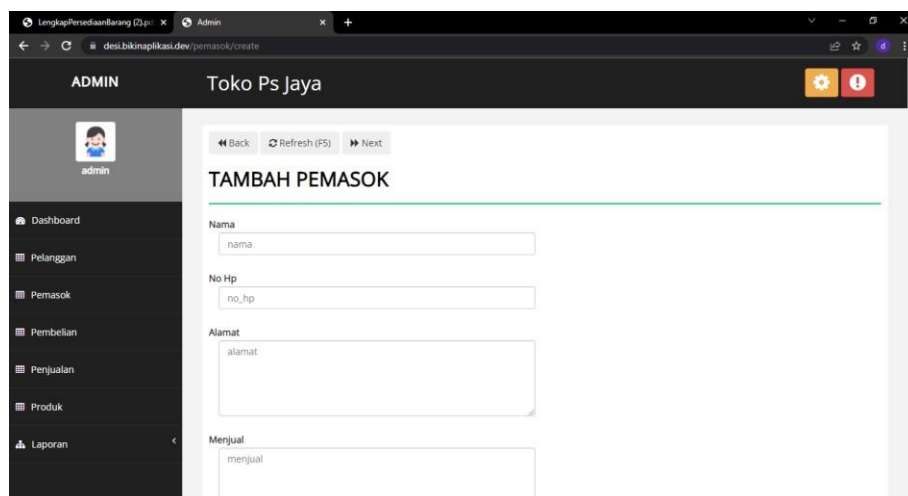 LengkapPersediaanBarang (2).pd
Admin
desi.bikinaplikasi.dev/pemasok/create
d
ADMIN
Toko Ps Jaya
admin
Back Refresh (F5) Next
TAMBAH PEMASOK
Dashboard
Pelanggan
Pemasok
Pembelian
Penjualan
Produk
Laporan
Nama
nama
No Hp
no_hp
Alamat
alamat
Menjual
menjual